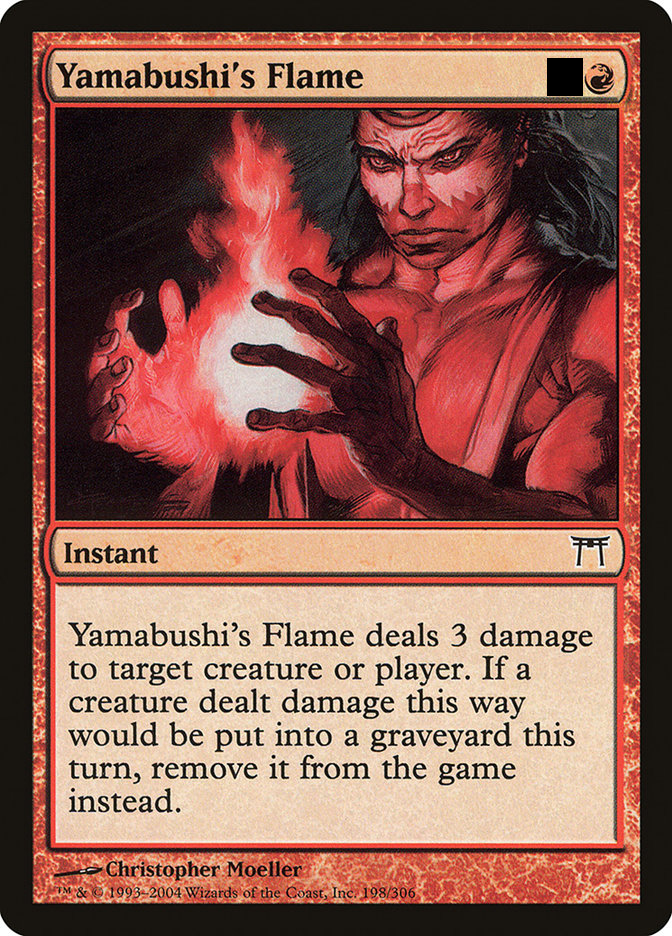 Yamabushi's Flame
Instant
Yamabushi's Flame deals 3 damage
to target creature or player. If a
creature dealt damage this way
would be put into a graveyard this
turn, remove it from the game
instead.
Christopher Moeller
™ & © 1993–2004 Wizards of the Coast, Inc. 198/306